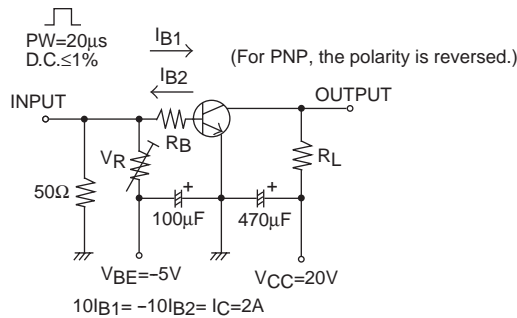 PW=20μs
D.C.≤1%
IB1
IB2
(For PNP, the polarity is reversed.)
INPUT
OUTPUT
RB
VR
RL
50Ω
100μF
470μF
+
+
VBE=–5V
VCC=20V
10IB1= –10IB2= IC=2A